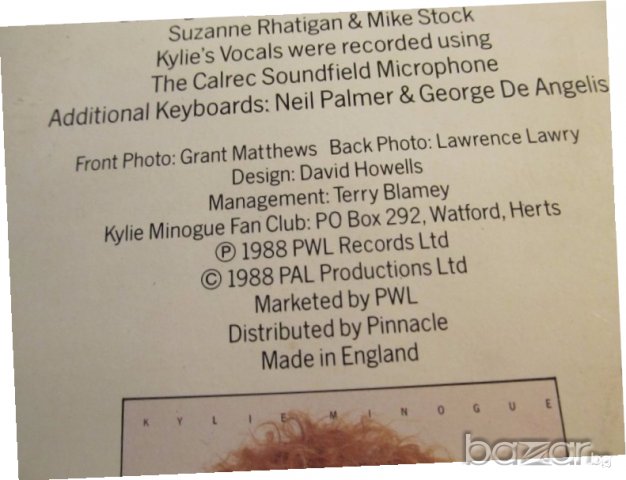 Suzanne Rhatigan & Mike Stock
Kylie's Vocals were recorded using
The Calrec Soundfield Microphone
Additional Keyboards: Neil Palmer & George De Angelis
Front Photo: Grant Matthews Back Photo: Lawrence Lawry
Design: David Howells
Management: Terry Blamey
Kylie Minogue Fan Club: PO Box 292, Watford, Herts
Ⓟ 1988 PWL Records Ltd
© 1988 PAL Productions Ltd
Marketed by PWL
Distributed by Pinnacle
Made in England
KYLIE MINOGUE
bazar.bg